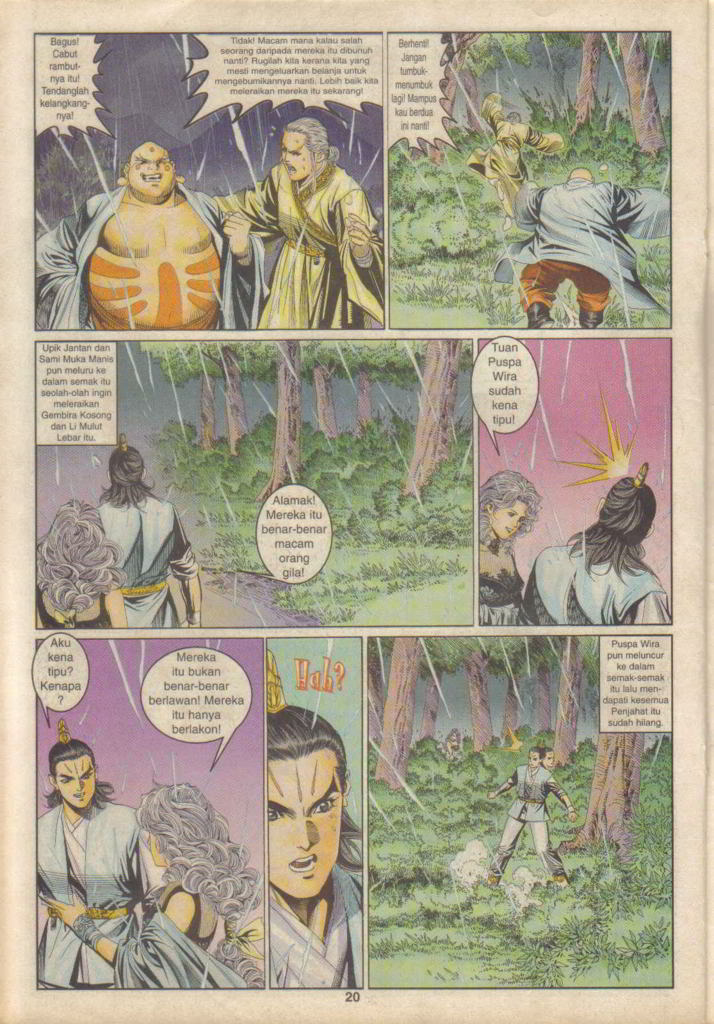 Bagus!
Cabut
rambut-
nya itu!
Tendanglah
kelangkang-
nya!
Tidak! Macam mana kalau salah
seorang daripada mereka itu dibunuh
nanti? Rugilah kita kerana kita yang
mesti mengeluarkan belanja untuk
mengebumikannya nanti. Lebih baik kita
meleraikan mereka itu sekarang!
Berhenti!
Jangan
tumbuk-
menumbuk
lagi! Mampus
kau berdua
ini nanti!
Upik Jantan dan
Sami Muka Manis
pun meluru ke
dalam semak itu
seolah-olah ingin
meleraikan
Gembira Kosong
dan Li Mulut
Lebar itu.
Alamak!
Mereka itu
benar-benar
macam
orang
gila!
Tuan
Puspa
Wira
sudah
kena
tipu!
Aku
kena
tipu?
Kenapa
?
Mereka
itu bukan
benar-benar
berlawan! Mereka
itu hanya
berlakon!
Hah?
Puspa Wira
pun meluncur
ke dalam
semak-semak
itu lalu men-
dapati kesemua
Penjahat itu
sudah hilang.
20